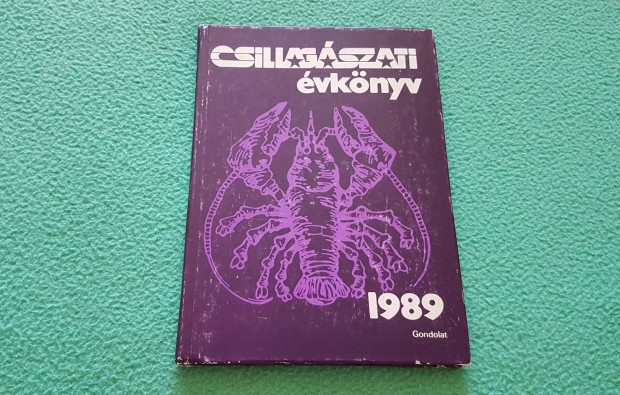 CSILLAGÁSZATI
évkönyv
1989
Gondolat